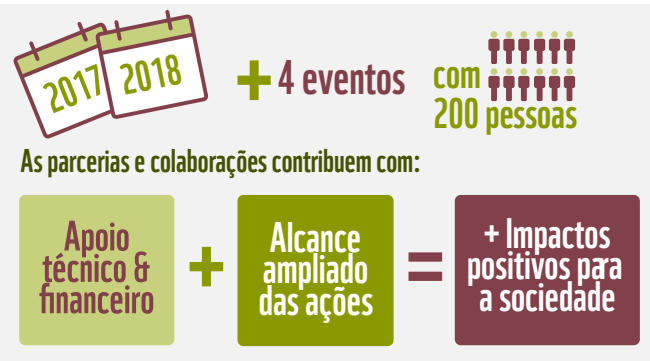 2017
2018
+ 4 eventos
com
200 pessoas
As parcerias e colaborações contribuem com:
Apoio
técnico &
financeiro
+
Alcance
ampliado
das ações
=
+ Impactos
positivos para
a sociedade